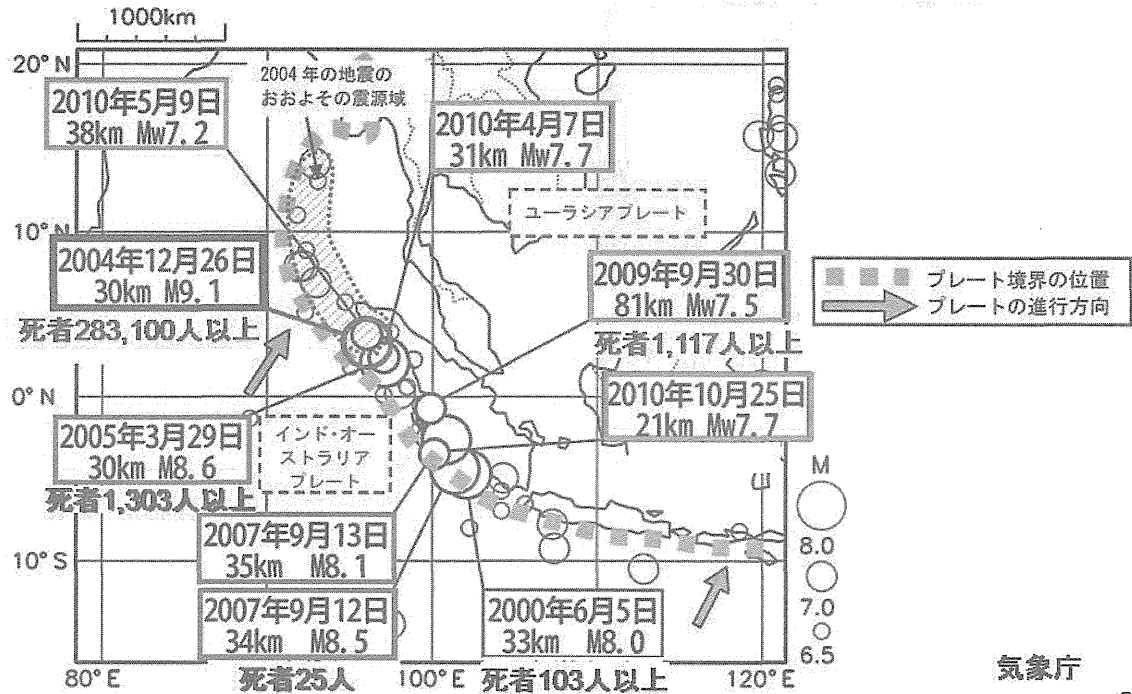 1000km
20°N
2004年の地震の
おおよその震源域
2010年5月9日
38km Mw7.2
2010年4月7日
31km Mw7.7
ユーラシアプレート
10°N
2004年12月26日
30km M9.1
死者283,100人以上
2009年9月30日
81km Mw7.5
死者1,117人以上
プレート境界の位置
プレートの進行方向
0°N
2010年10月25日
21km Mw7.7
2005年3月29日
30km M8.6
死者1,303人以上
インド・オー
ストラリア
プレート
M
8.0
7.0
6.5
2007年9月13日
35km M8.1
10°S
2007年9月12日
34km M8.5
死者25人
2000年6月5日
33km M8.0
死者103人以上
80°E
100°E
120°E
気象庁